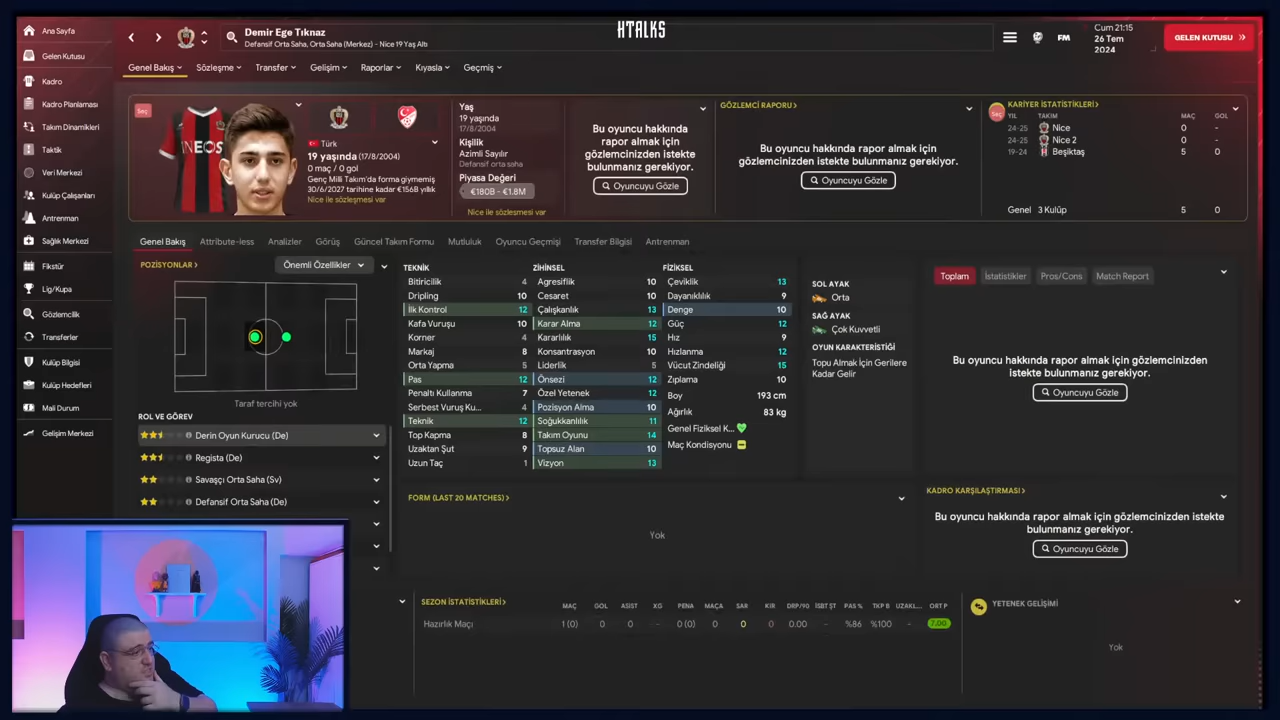 HTALKS
Ana Sayfa
Gelen Kutusu
Kadro
Kadro Planlaması
Takım Dinamikleri
Taktik
Veri Merkezi
Kulüp Çalışanları
Antrenman
Sağlık Merkezi
Fikstür
Lig/Kupa
Gözlemcilik
Transferler
Kulüp Bilgisi
Kulüp Hedefleri
Mali Durum
Gelişim Merkezi
Demir Ege Tıknaz
Defansif Orta Saha, Orta Saha (Merkez) - Nice 19 Yaş Altı
FM
Cum 21:15
26 Tem
2024
GELEN KUTUSU
Genel Bakış
Sözleşme
Transfer
Gelişim
Raporlar
Kıyasla
Geçmiş
Seç
INEOS
Türk
19 yaşında (17/8/2004)
0 maç / 0 gol
Genç Milli Takım'da forma giymemiş
30/6/2027 tarihine kadar €156B yıllık
Nice ile sözleşmesi var
Yaş
19 yaşında
17/8/2004
Kişilik
Azimli Sayılır
Defansif orta saha
Piyasa Değeri
€180B - €1.8M
Nice ile sözleşmesi var
Bu oyuncu hakkında
rapor almak için
gözlemcinizden istekte
bulunmanız gerekiyor.
Oyuncuyu Gözle
GÖZLEMCİ RAPORU
Bu oyuncu hakkında rapor almak için
gözlemcinizden istekte bulunmanız gerekiyor.
Oyuncuyu Gözle
Seç
KARİYER İSTATİSTİKLERİ
YIL TAKIM MAÇ GOL
24-25 Nice 0 -
24-25 Nice 2 0 -
19-24 Beşiktaş 5 0
Genel 3 Kulüp 5 0
Genel Bakış
Attribute-less
Analizler
Görüş
Güncel Takım Formu
Mutluluk
Oyuncu Geçmişi
Transfer Bilgisi
Antrenman
POZİSYONLAR
Önemli Özellikler
Taraf tercihi yok
ROL VE GÖREV
Derin Oyun Kurucu (De)
Regista (De)
Savaşçı Orta Saha (Sv)
Defansif Orta Saha (De)
TEKNİK
Bitiricilik 4
Dripling 10
İlk Kontrol 12
Kafa Vuruşu 10
Korner 4
Markaj 8
Orta Yapma 5
Pas 12
Penaltı Kullanma 7
Serbest Vuruş Ku... 4
Teknik 12
Top Kapma 8
Uzaktan Şut 9
Uzun Taç 1
ZİHİNSEL
Agresiflik 10
Cesaret 10
Çalışkanlık 13
Karar Alma 12
Kararlılık 15
Konsantrasyon 10
Liderlik 5
Önsezi 12
Özel Yetenek 12
Pozisyon Alma 10
Soğukkanlılık 11
Takım Oyunu 14
Topsuz Alan 10
Vizyon 13
FİZİKSEL
Çeviklik 13
Dayanıklılık 9
Denge 10
Güç 12
Hız 9
Hızlanma 12
Vücut Zindeliği 15
Zıplama 10
Boy 193 cm
Ağırlık 83 kg
Genel Fiziksel K...
Maç Kondisyonu
SOL AYAK
Orta
SAĞ AYAK
Çok Kuvvetli
OYUN KARAKTERİSTİĞİ
Topu Almak İçin Gerilere
Kadar Gelir
Toplam
İstatistikler
Pros/Cons
Match Report
Bu oyuncu hakkında rapor almak için gözlemcinizden
istekte bulunmanız gerekiyor.
Oyuncuyu Gözle
FORM (LAST 20 MATCHES)
Yok
KADRO KARŞILAŞTIRMASI
Bu oyuncu hakkında rapor almak için gözlemcinizden istekte
bulunmanız gerekiyor.
Oyuncuyu Gözle
SEZON İSTATİSTİKLERİ
MAÇ GOL ASİST XG PENA MAÇA SAR KIR DRP/90 İSBT ŞT PAS % TKP B UZAKL... ORT P
Hazırlık Maçı 1 (0) 0 0 - 0 (0) 0 0 0 0.00 - %86 %100 - 7.00
YETENEK GELİŞİMİ
Yok